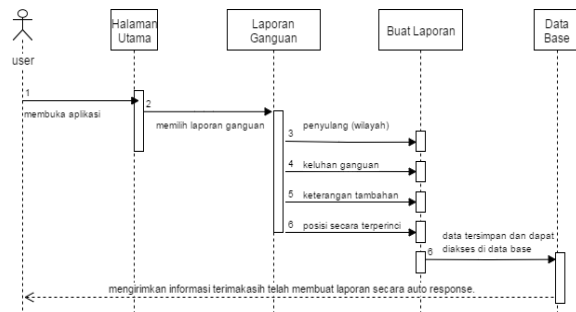 Halaman
Utama
Laporan
Ganguan
Buat Laporan
Data
Base
user
1
membuka aplikasi
2
memilih laporan ganguan
3 penyulang (wilayah)
4 keluhan ganguan
5 keterangan tambahan
6 posisi secara terperinci
6
data tersimpan dan dapat
diakses di data base
mengirimkan informasi terimakasih telah membuat laporan secara auto response.